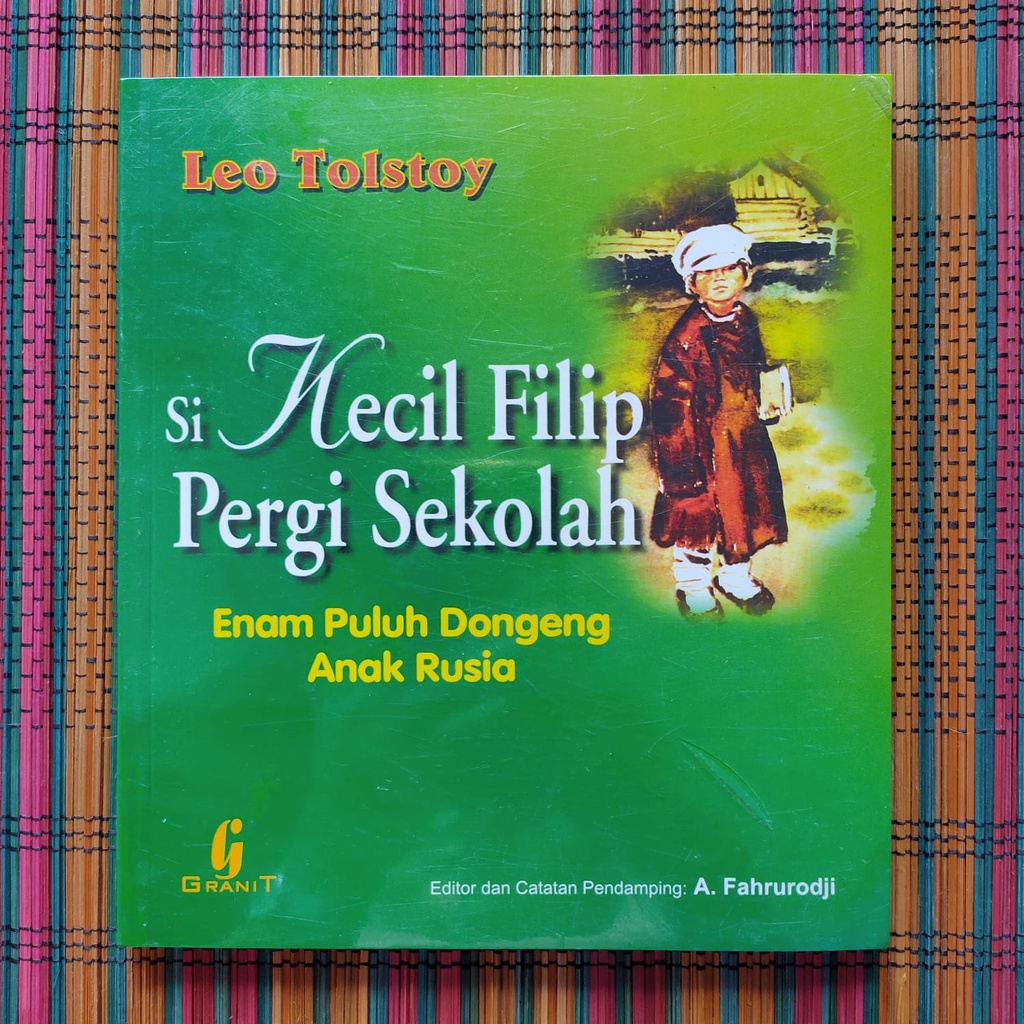 Leo Tolstoy
Si Kecil Filip
Pergi Sekolah
Enam Puluh Dongeng
Anak Rusia
G
GRANIT
Editor dan Catatan Pendamping: A. Fahrurodji